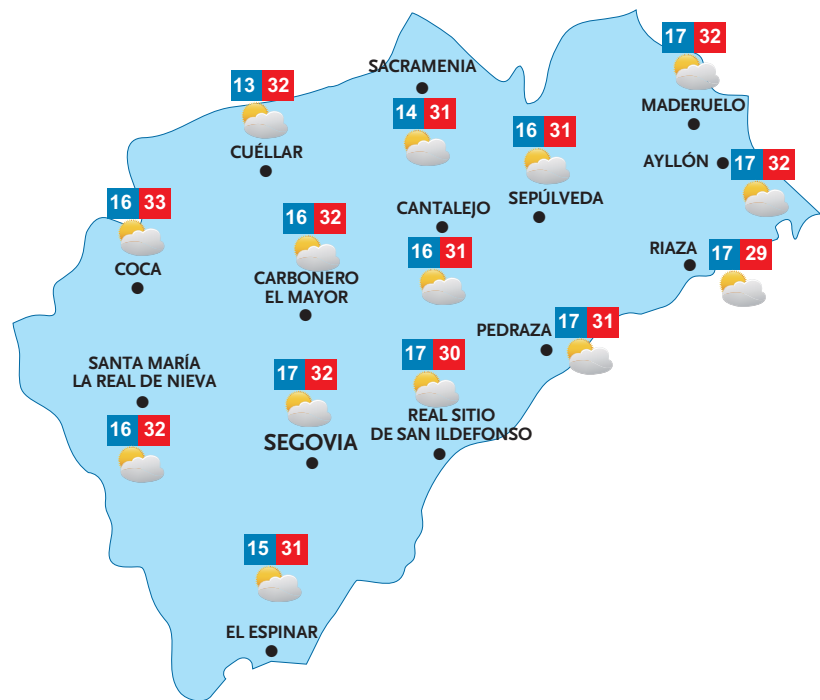 17 32
MADERUELO
SACRAMENIA
14 31
13 32
CUÉLLAR
16 31
SEPÚLVEDA
AYLLÓN
17 32
16 33
COCA
16 32
CARBONERO
EL MAYOR
CANTALEJO
16 31
RIAZA
17 29
PEDRAZA
17 31
SANTA MARÍA
LA REAL DE NIEVA
16 32
17 32
SEGOVIA
17 30
REAL SITIO
DE SAN ILDEFONSO
15 31
EL ESPINAR